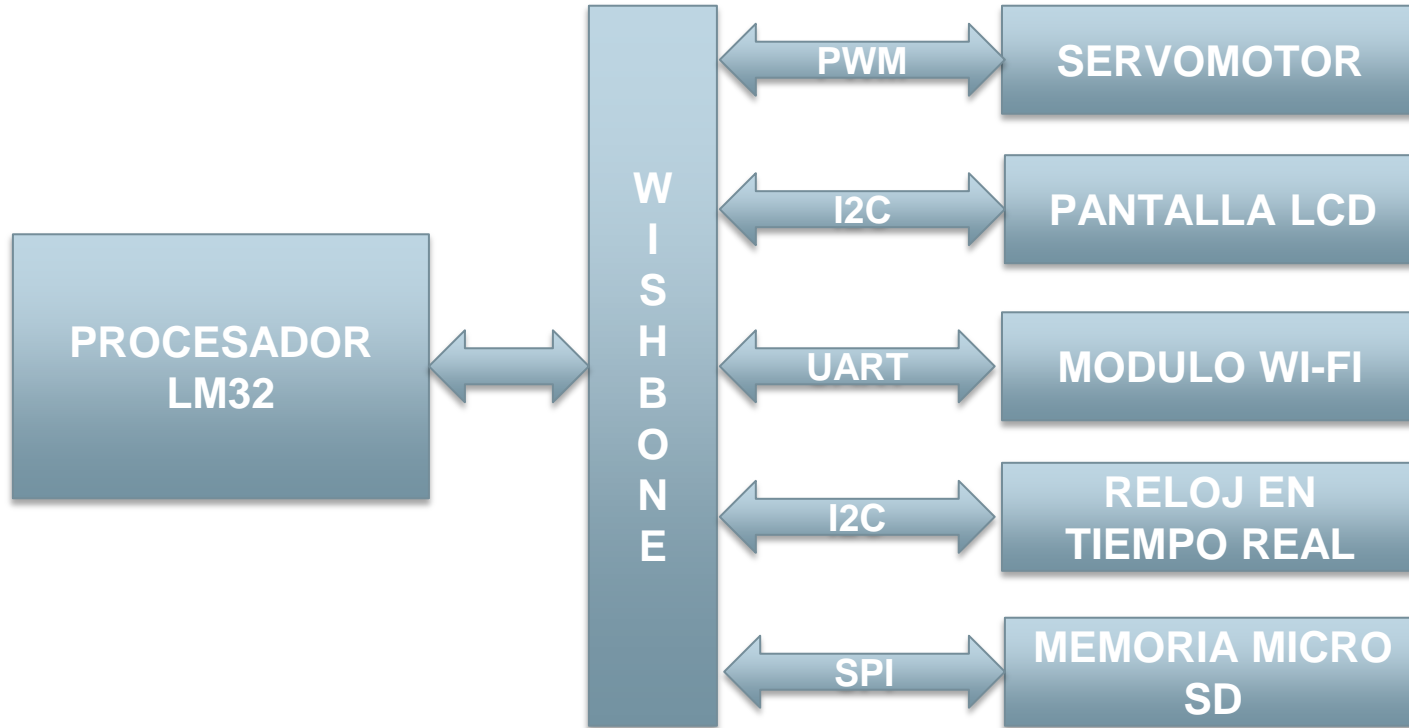 PROCESADOR
LM32
W
I
S
H
B
O
N
E
PWM
SERVOMOTOR
I2C
PANTALLA LCD
UART
MODULO WI-FI
I2C
RELOJ EN
TIEMPO REAL
SPI
MEMORIA MICRO
SD